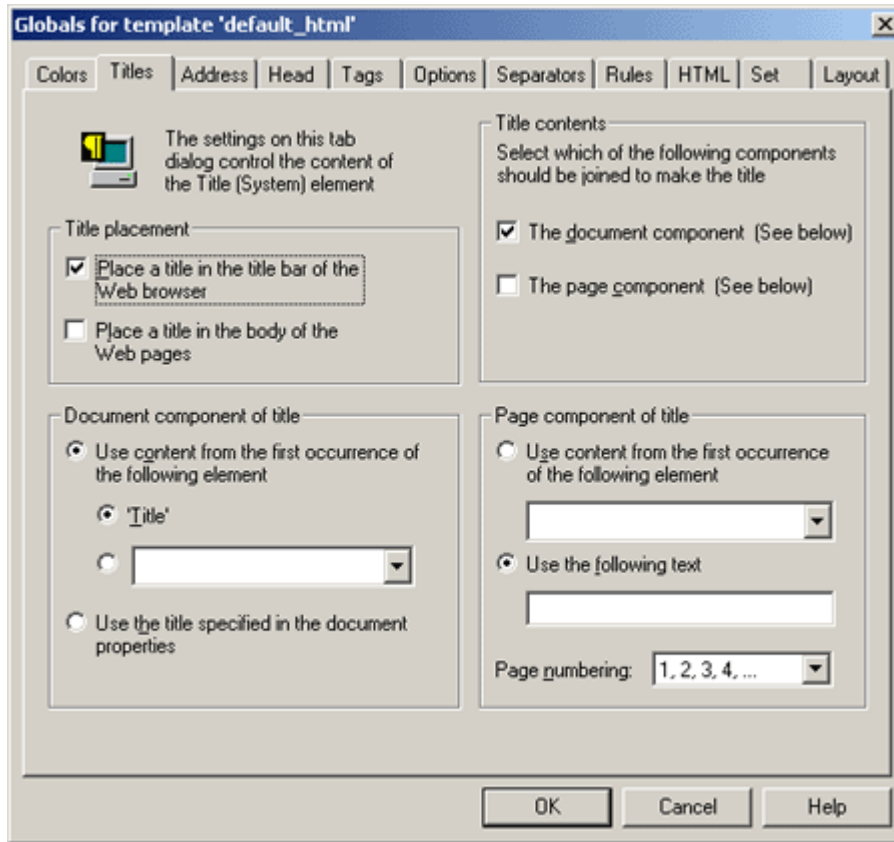 Globals for template 'default_html'
Colors Titles Address Head Tags Options Separators Rules HTML Set Layout
The settings on this tab
dialog control the content of
the Title (System) element
Title placement
Place a title in the title bar of the
Web browser
Place a title in the body of the
Web pages
Title contents
Select which of the following components
should be joined to make the title
The document component (See below)
The page component (See below)
Document component of title
Use content from the first occurrence of
the following element
'Title'
Use the title specified in the document
properties
Page component of title
Use content from the first occurrence
of the following element
Use the following text
Page numbering: 1, 2, 3, 4, ...
OK Cancel Help